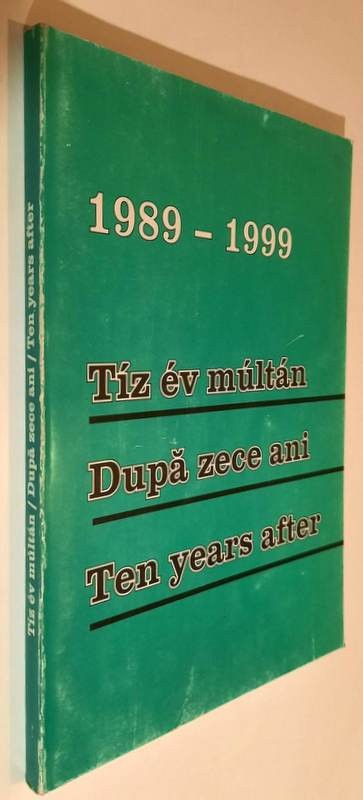 1989 - 1999
Tíz év múltán
După zece ani
Ten years after
Tíz év múltán / După zece ani / Ten years after